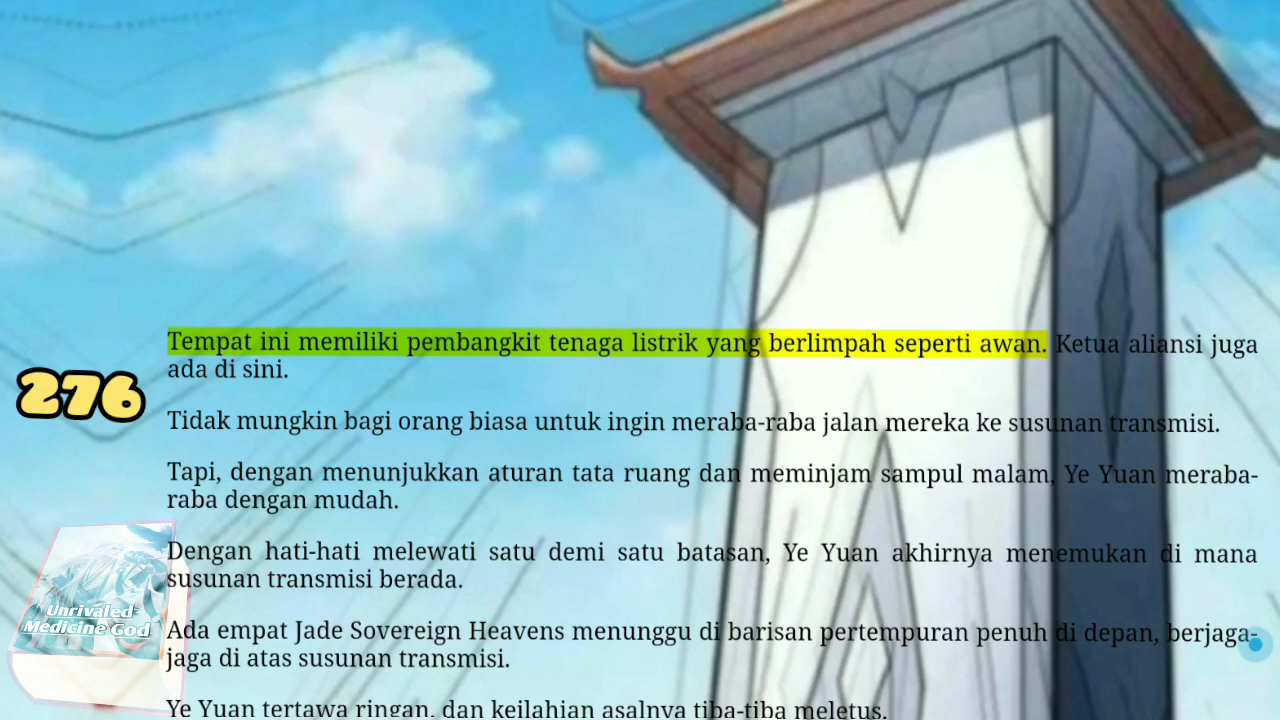 Tempat ini memiliki pembangkit tenaga listrik yang berlimpah seperti awan. Ketua aliansi juga
ada di sini.
276
Tidak mungkin bagi orang biasa untuk ingin meraba-raba jalan mereka ke susunan transmisi.
Tapi, dengan menunjukkan aturan tata ruang dan meminjam sampul malam, Ye Yuan meraba-
raba dengan mudah.
Dengan hati-hati melewati satu demi satu batasan, Ye Yuan akhirnya menemukan di mana
susunan transmisi berada.
Unrivaled
Medicine God
Ada empat Jade Sovereign Heavens menunggu di barisan pertempuran penuh di depan, berjaga-
jaga di atas susunan transmisi.
Ye Yuan tertawa ringan, dan keilahian asalnya tiba-tiba meletus.